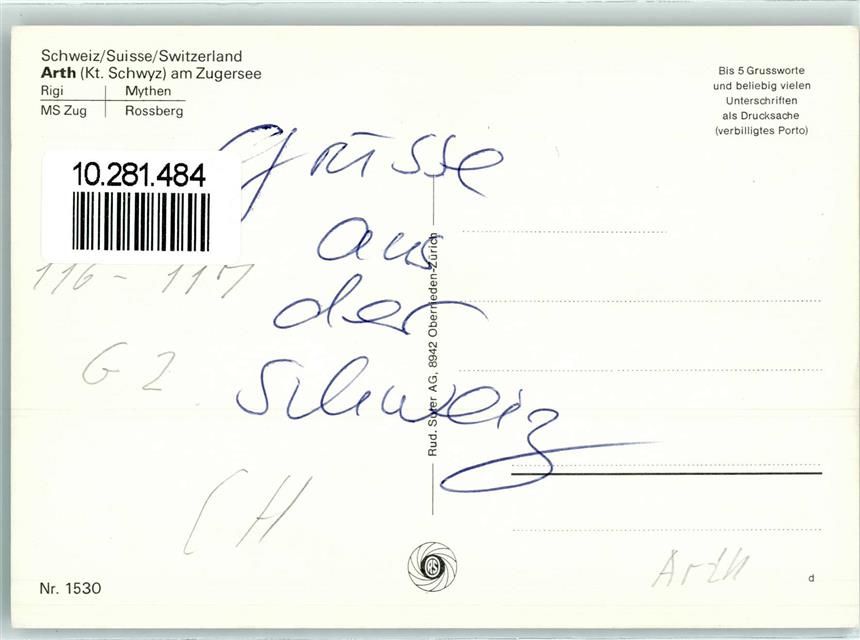 Schweiz/Suisse/Switzerland
Arth (Kt. Schwyz) am Zugersee
Rigi Mythen
MS Zug Rossberg
Bis 5 Grussworte
und beliebig vielen
Unterschriften
als Drucksache
(verbilligtes Porto)
10.281.484
Grüsse
aus
der
Schweiz
116 - 117
G 2
CH
Rud. Suter AG, 8942 Oberrieden-Zürich
RS
Arth
d
Nr. 1530